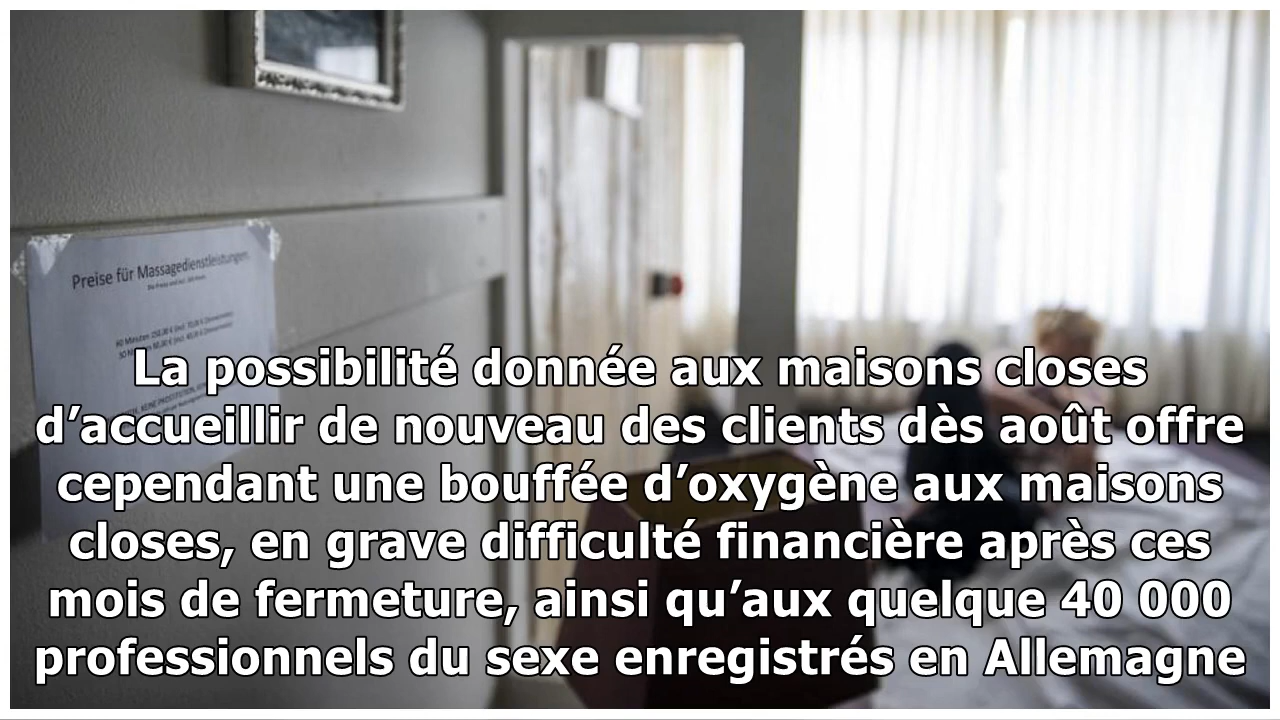 Preise für Massagedienstleistungen
La possibilité donnée aux maisons closes
d’accueillir de nouveau des clients dès août offre
cependant une bouffée d’oxygène aux maisons
closes, en grave difficulté financière après ces
mois de fermeture, ainsi qu’aux quelque 40 000
professionnels du sexe enregistrés en Allemagne